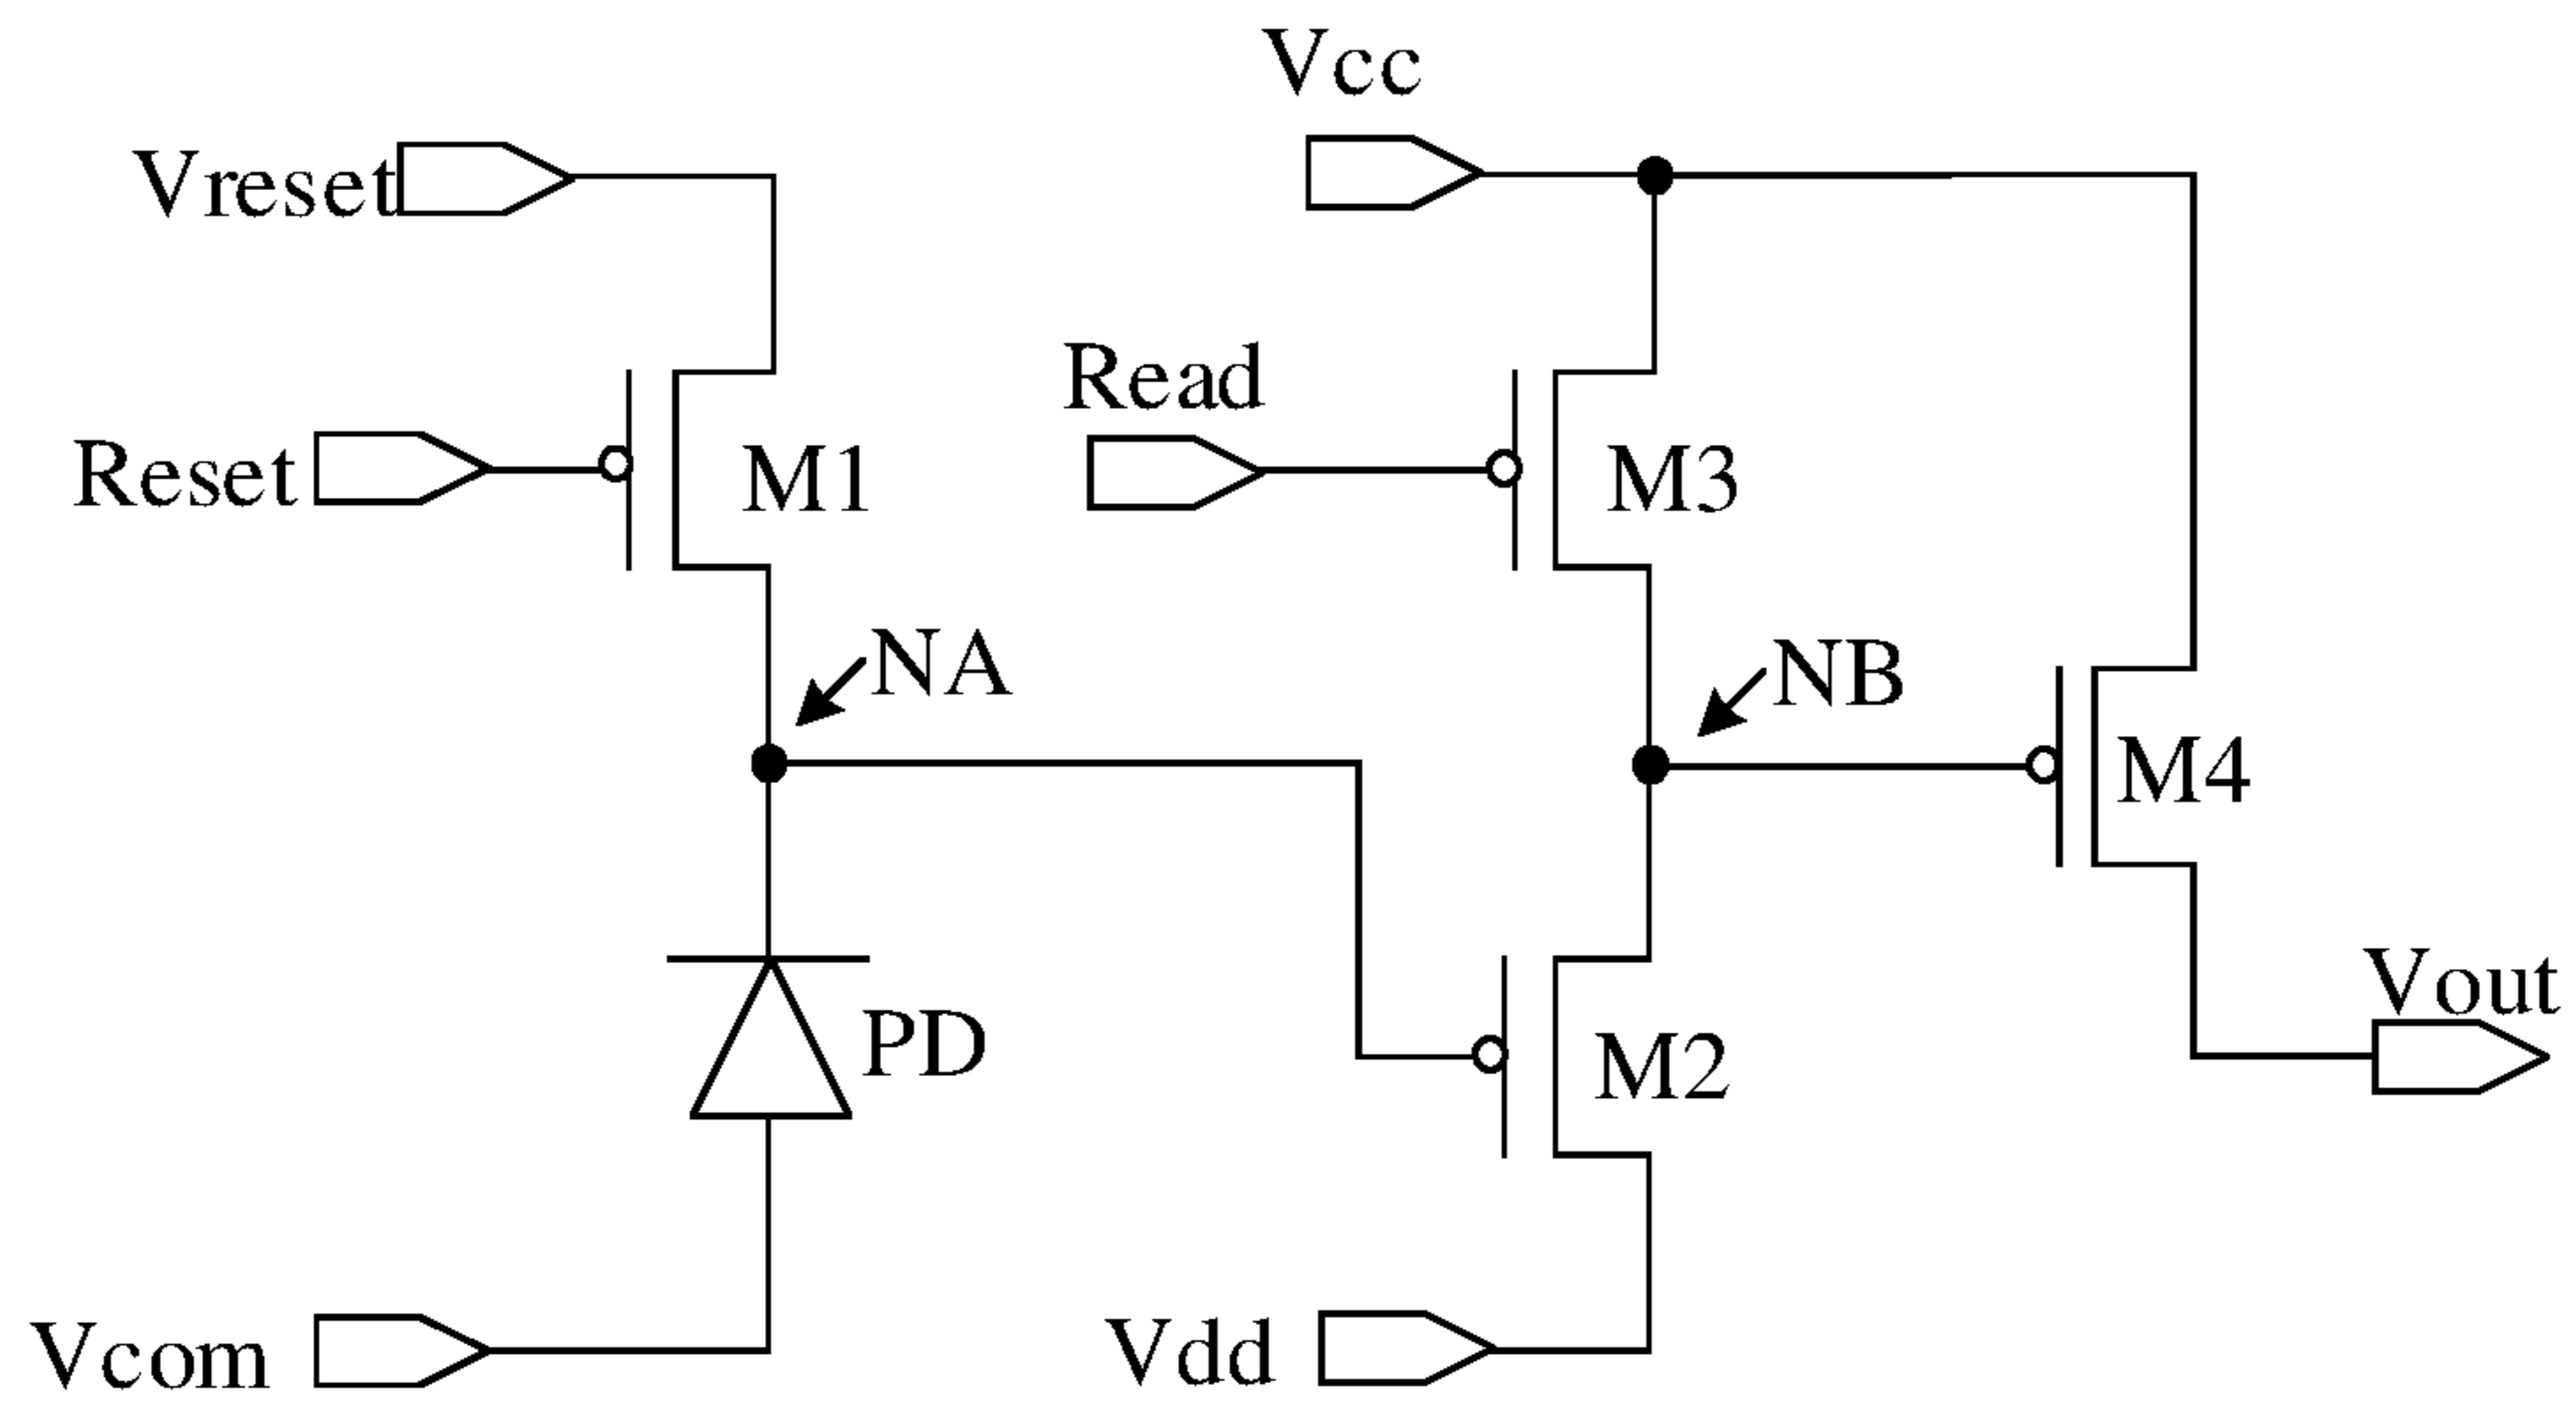 Vcc
Vreset
Read
Reset
M1
M3
NA
NB
M4
Vout
PD
M2
Vcom
Vdd